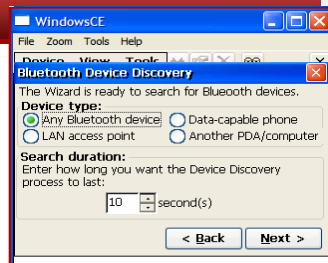 WindowsCE
File Zoom Tools Help
Device View Tools
Bluetooth Device Discovery
The Wizard is ready to search for Blueooth devices.
Device type:
Any Bluetooth device Data-capable phone
LAN access point Another PDA/computer
Search duration:
Enter how long you want the Device Discovery
process to last:
10 second(s)
< Back Next >